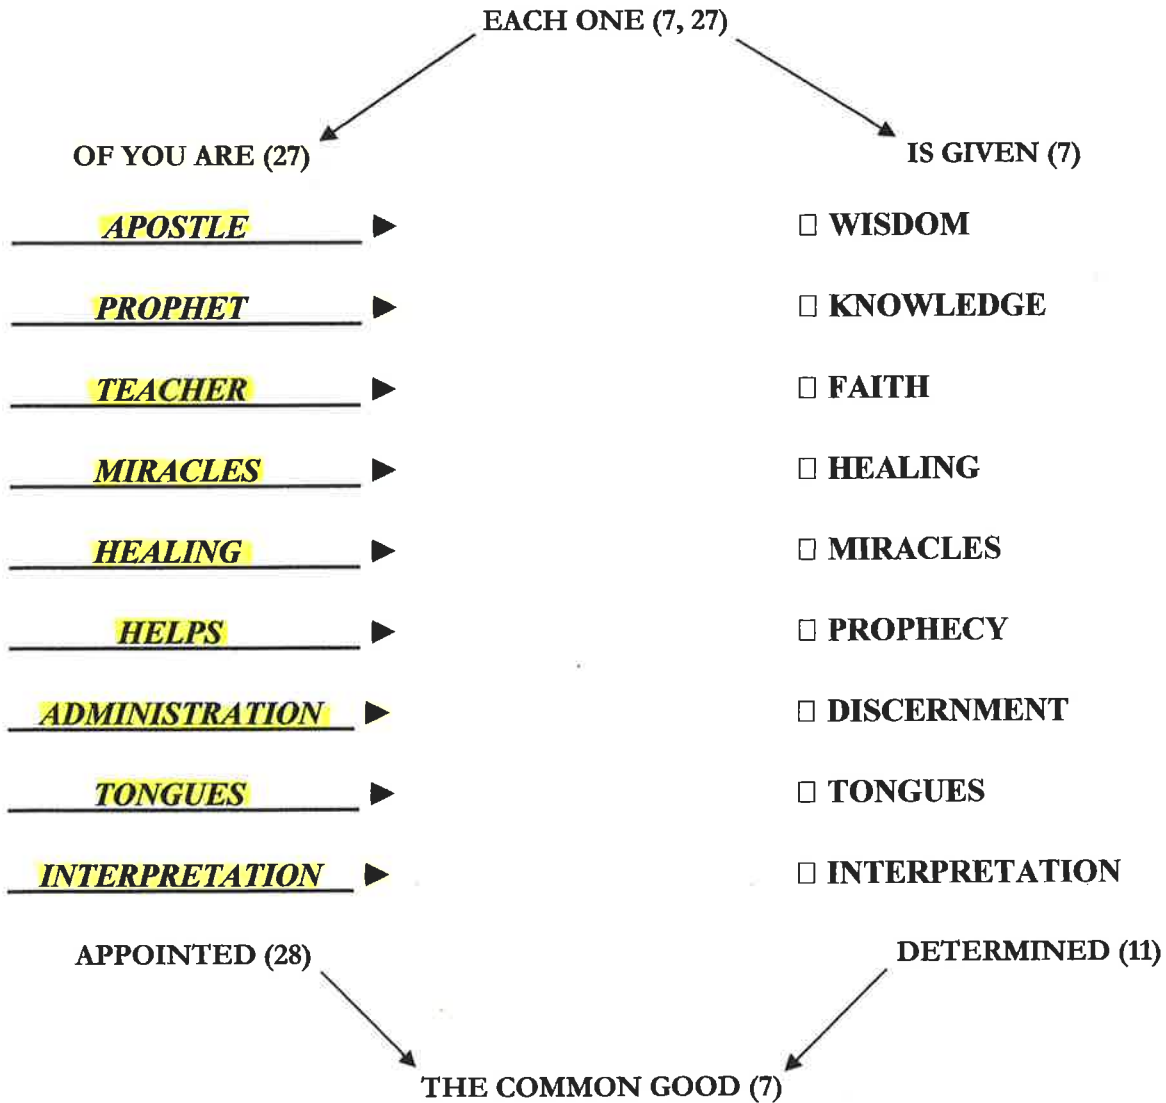 EACH ONE (7, 27)
OF YOU ARE (27)
IS GIVEN (7)
APOSTLE ► □ WISDOM
PROPHET ► □ KNOWLEDGE
TEACHER ► □ FAITH
MIRACLES ► □ HEALING
HEALING ► □ MIRACLES
HELPS ► □ PROPHECY
ADMINISTRATION ► □ DISCERNMENT
TONGUES ► □ TONGUES
INTERPRETATION ► □ INTERPRETATION
APPOINTED (28)
DETERMINED (11)
THE COMMON GOOD (7)